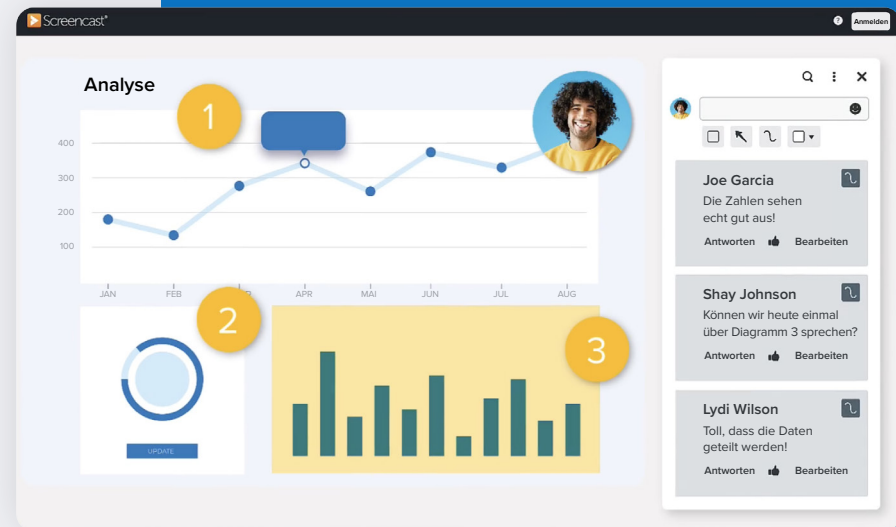 Screencast®
?
Anmelden
Analyse
1
400
300
200
100
JAN
FEB
APR
MAI
JUN
JUL
AUG
2
UPDATE
3
Joe Garcia
Die Zahlen sehen
echt gut aus!
Antworten
Bearbeiten
Shay Johnson
Können wir heute einmal
über Diagramm 3 sprechen?
Antworten
Bearbeiten
Lydi Wilson
Toll, dass die Daten
geteilt werden!
Antworten
Bearbeiten